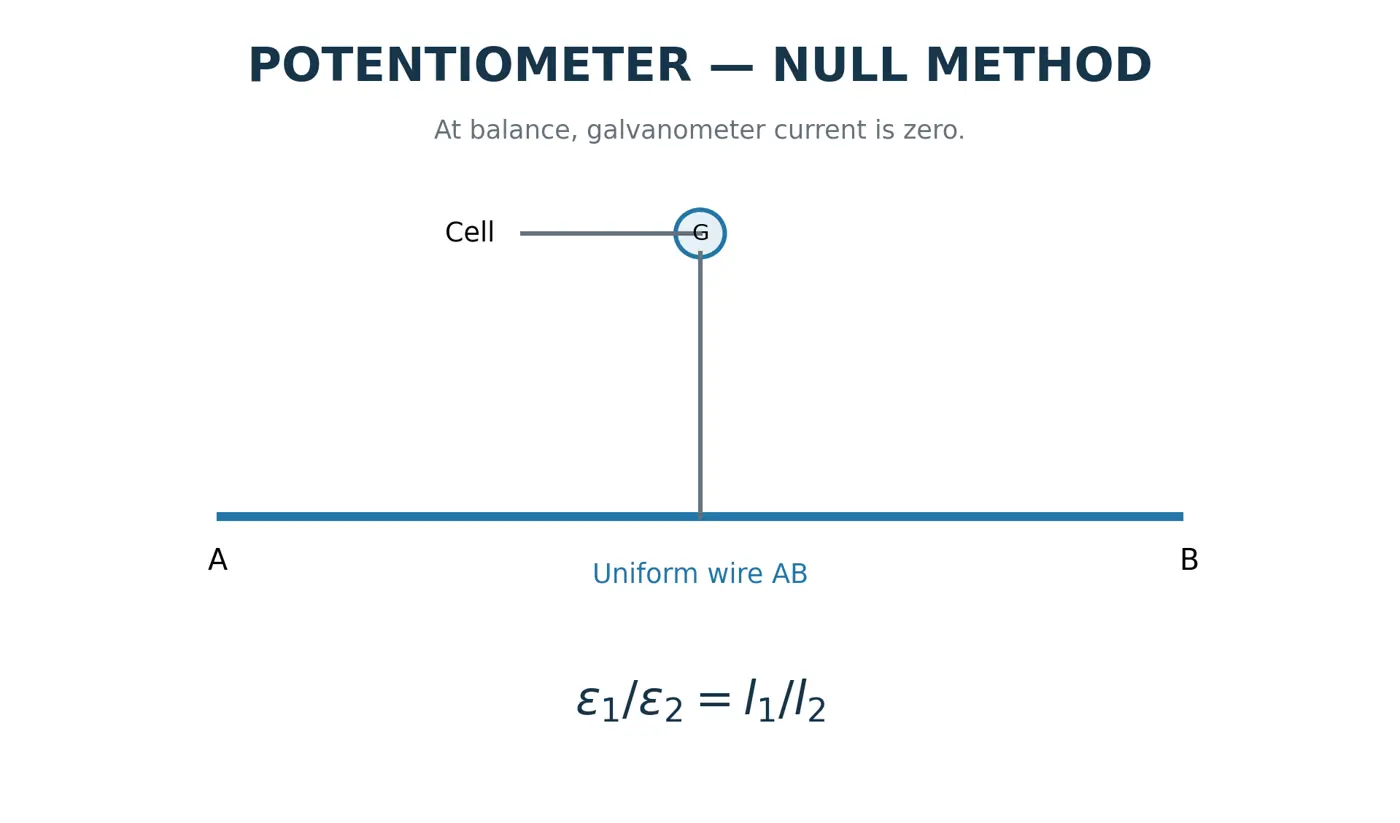 POTENTIOMETER — NULL METHOD
At balance, galvanometer current is zero.
Cell
G
A
B
Uniform wire AB
ε₁/ε₂ = l₁/l₂